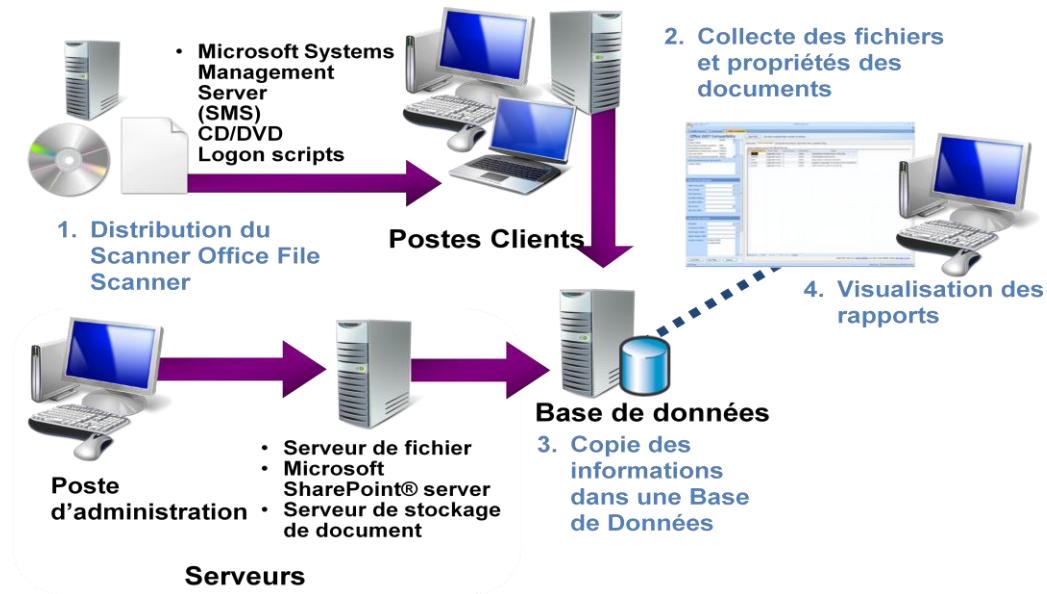 • Microsoft Systems
Management
Server
(SMS)
CD/DVD
Logon scripts
1. Distribution du
Scanner Office File
Scanner
Postes Clients
2. Collecte des fichiers
et propriétés des
documents
4. Visualisation des
rapports
Base de données
3. Copie des
informations
dans une Base
de Données
Poste
d’administration
• Serveur de fichier
• Microsoft
SharePoint® server
• Serveur de stockage
de document
Serveurs